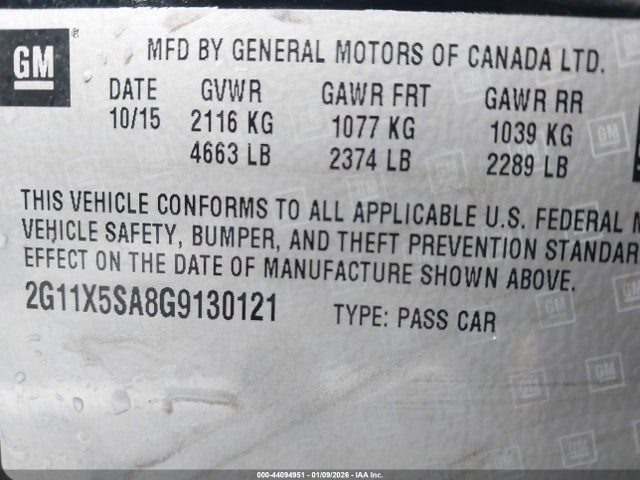 GM
MFD BY GENERAL MOTORS OF CANADA LTD.
DATE GVWR GAWR FRT GAWR RR
10/15 2116 KG 1077 KG 1039 KG
4663 LB 2374 LB 2289 LB
THIS VEHICLE CONFORMS TO ALL APPLICABLE U.S. FEDERAL M
VEHICLE SAFETY, BUMPER, AND THEFT PREVENTION STANDAR
EFFECT ON THE DATE OF MANUFACTURE SHOWN ABOVE.
2G11X5SA8G9130121 TYPE: PASS CAR
000-44094951 | 01/09/2026 | IAA Inc.